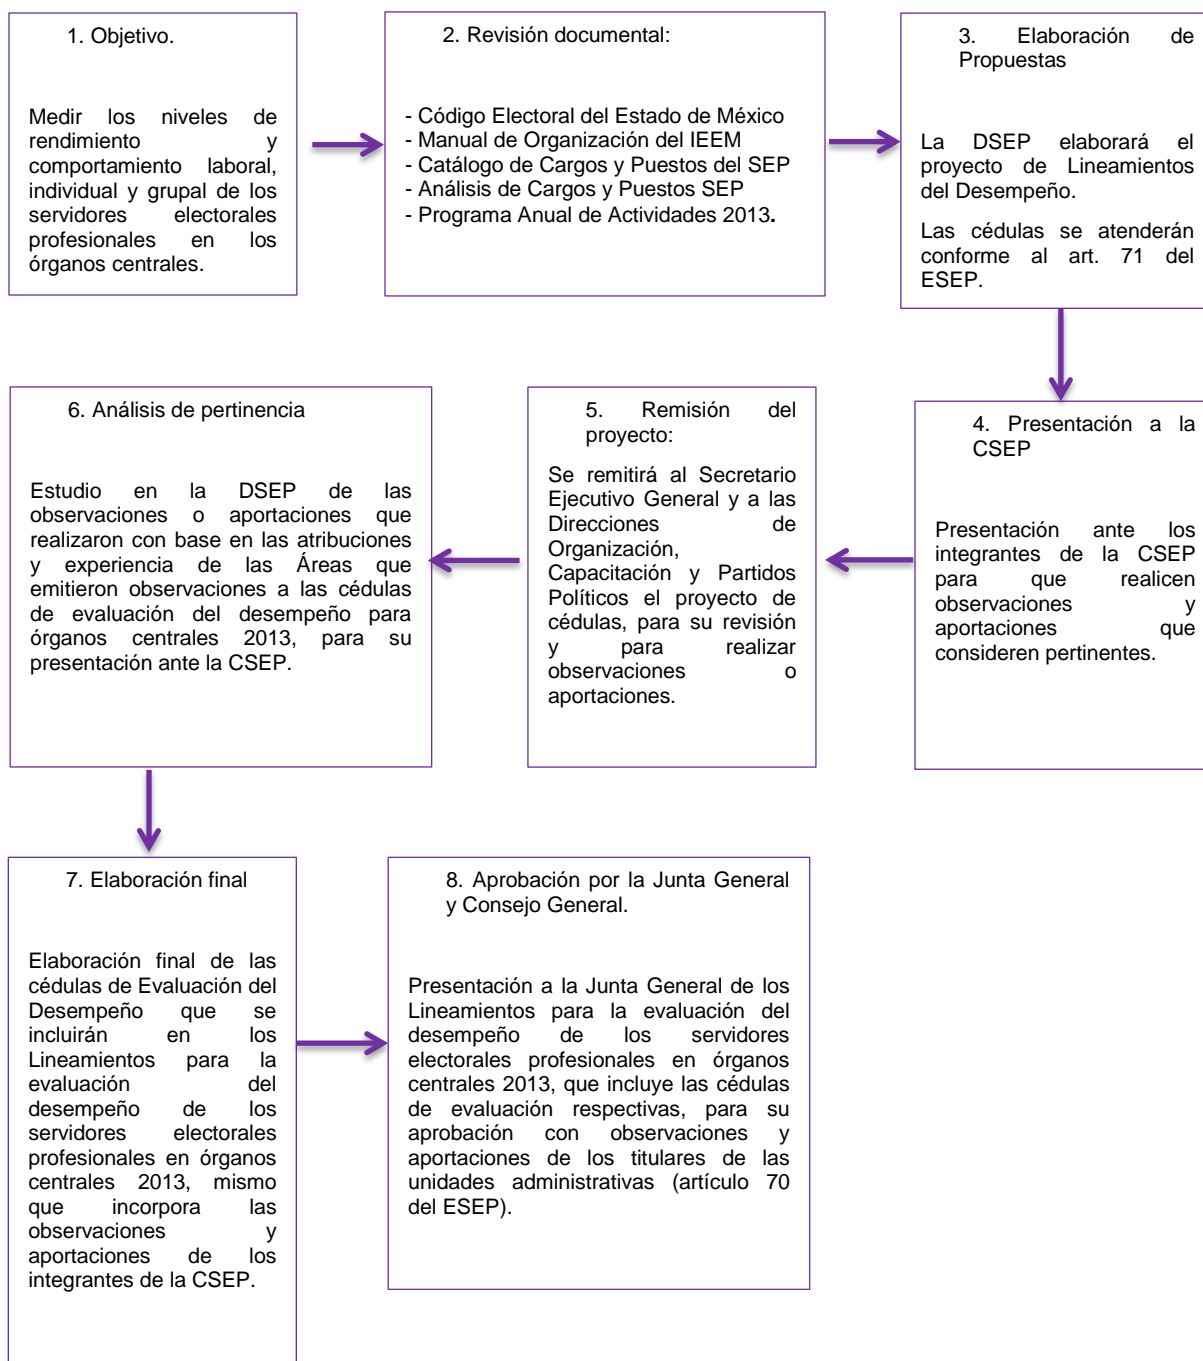 1. Objetivo.
Medir los niveles de
rendimiento y
comportamiento laboral,
individual y grupal de los
servidores electorales
profesionales en los
órganos centrales.
2. Revisión documental:
- Código Electoral del Estado de México
- Manual de Organización del IEEM
- Catálogo de Cargos y Puestos del SEP
- Análisis de Cargos y Puestos SEP
- Programa Anual de Actividades 2013.
3. Elaboración de
Propuestas
La DSEP elaborará el
proyecto de Lineamientos
del Desempeño.
Las cédulas se atenderán
conforme al art. 71 del
ESEP.
4. Presentación a la
CSEP
Presentación ante los
integrantes de la CSEP
para que realicen
observaciones y
aportaciones que
consideren pertinentes.
5. Remisión del
proyecto:
Se remitirá al Secretario
Ejecutivo General y a las
Direcciones de
Organización,
Capacitación y Partidos
Políticos el proyecto de
cédulas, para su revisión
y para realizar
observaciones o
aportaciones.
6. Análisis de pertinencia
Estudio en la DSEP de las
observaciones o aportaciones que
realizaron con base en las atribuciones
y experiencia de las Áreas que
emitieron observaciones a las cédulas
de evaluación del desempeño para
órganos centrales 2013, para su
presentación ante la CSEP.
7. Elaboración final
Elaboración final de las
cédulas de Evaluación del
Desempeño que se
incluirán en los
Lineamientos para la
evaluación del
desempeño de los
servidores electorales
profesionales en órganos
centrales 2013, mismo
que incorpora las
observaciones y
aportaciones de los
integrantes de la CSEP.
8. Aprobación por la Junta General
y Consejo General.
Presentación a la Junta General de los
Lineamientos para la evaluación del
desempeño de los servidores
electorales profesionales en órganos
centrales 2013, que incluye las cédulas
de evaluación respectivas, para su
aprobación con observaciones y
aportaciones de los titulares de las
unidades administrativas (artículo 70
del ESEP).